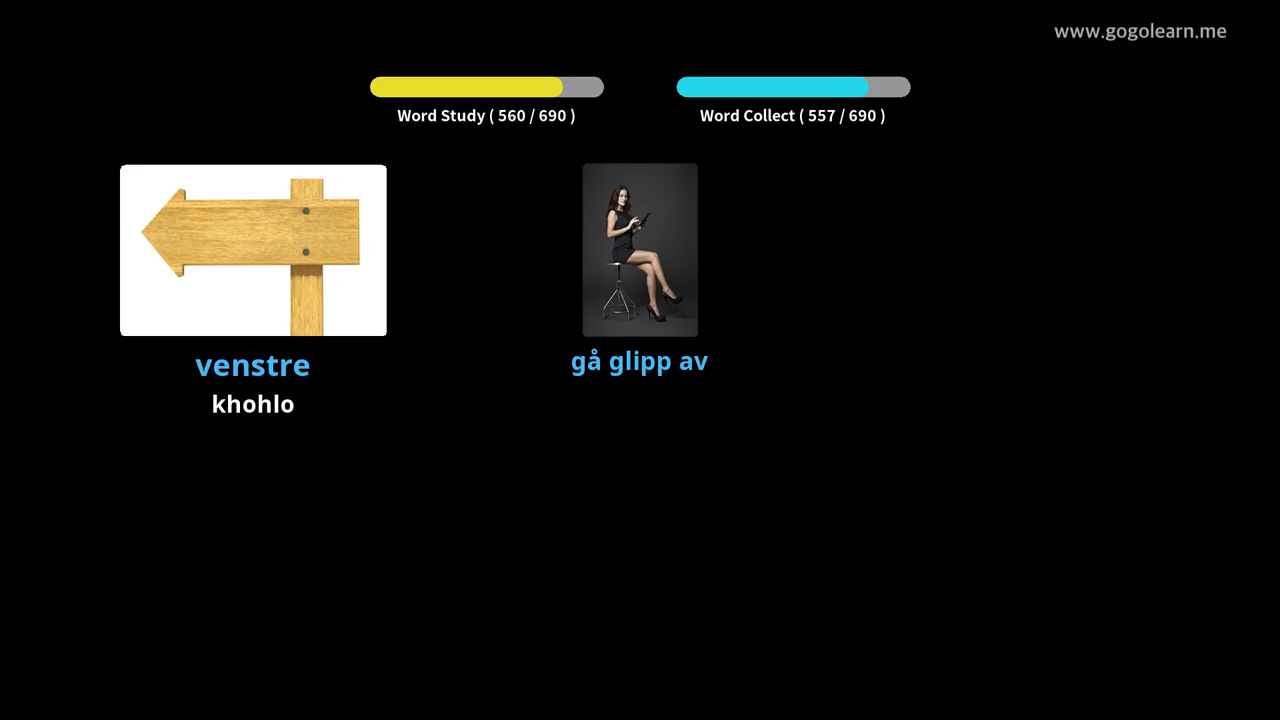 www.gogolearn.me
Word Study ( 560 / 690 )
Word Collect ( 557 / 690 )
venstre
khohlo
gå glipp av